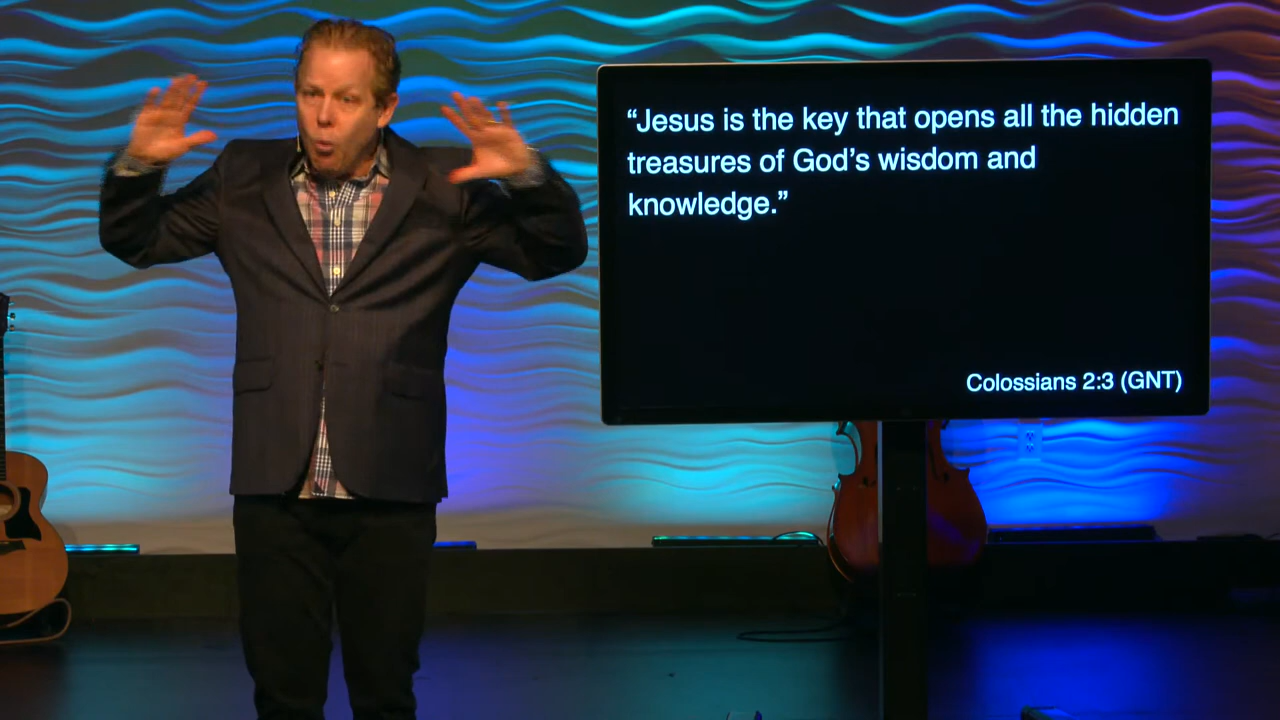 “Jesus is the key that opens all the hidden
treasures of God’s wisdom and
knowledge.”
Colossians 2:3 (GNT)